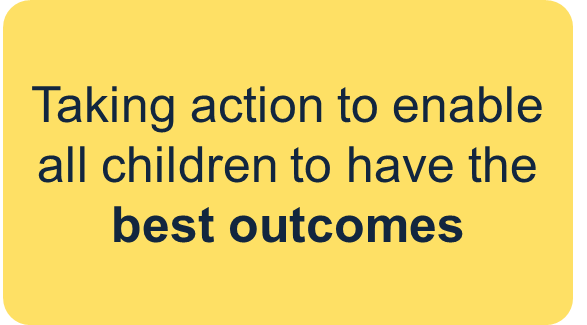 Taking action to enable
all children to have the
best outcomes